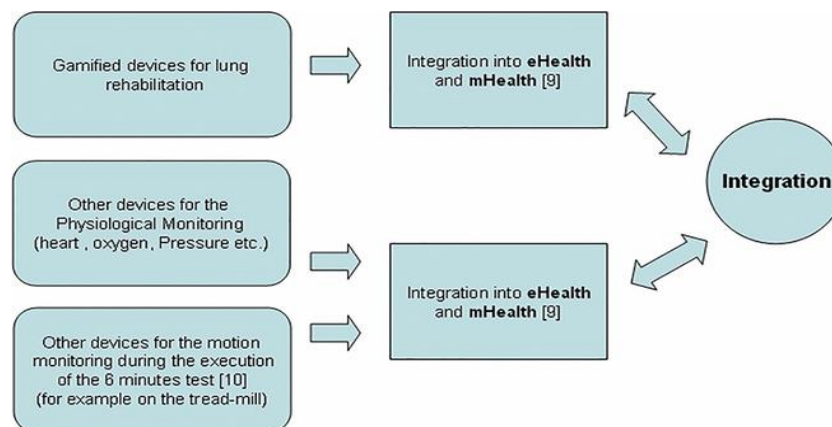 Gamified devices for lung
rehabilitation
Integration into eHealth
and mHealth [9]
Other devices for the
Physiological Monitoring
(heart , oxygen, Pressure etc.)
Other devices for the motion
monitoring during the execution
of the 6 minutes test [10]
(for example on the tread-mill)
Integration into eHealth
and mHealth [9]
Integration